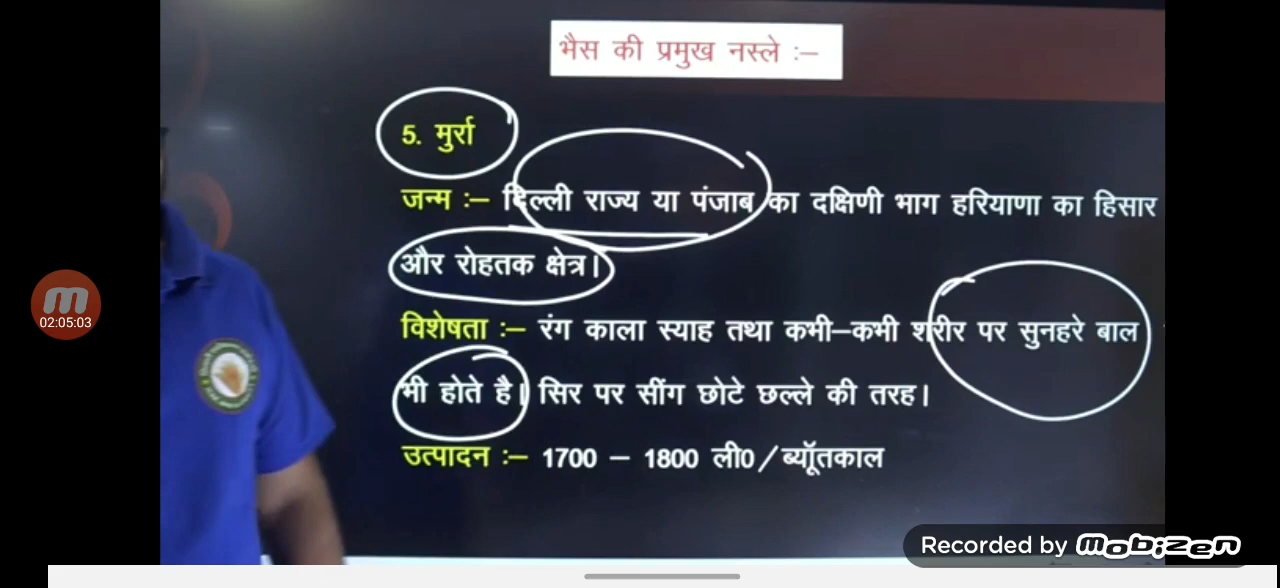 भैस की प्रमुख नस्ले :–
5. मुर्रा
जन्म :– दिल्ली राज्य या पंजाब का दक्षिणी भाग हरियाणा का हिसार
और रोहतक क्षेत्र।
02:05:03
विशेषता :– रंग काला स्याह तथा कभी–कभी शरीर पर सुनहरे बाल
भी होते है। सिर पर सींग छोटे छल्ले की तरह।
उत्पादन :– 1700 – 1800 ली0/ब्यॉूतकाल
Recorded by Mobizen